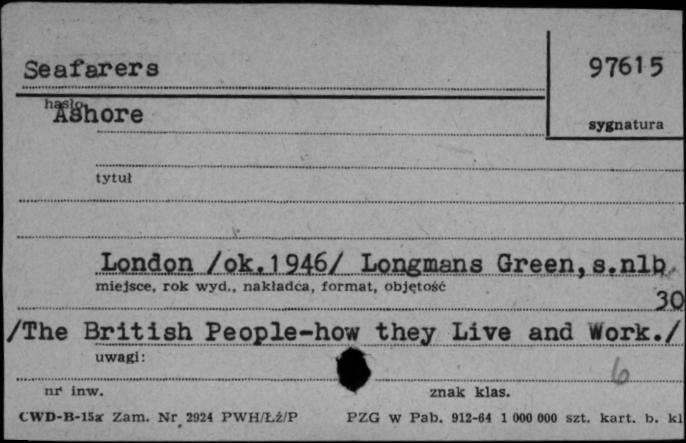 Seafarers
97615
hasło
Ashore
sygnatura
tytuł
London /ok.1946/ Longmans Green,s.nlb
miejsce, rok wyd., nakładca, format, objętość
30
/The British People-how they Live and Work./
uwagi:
6
nr inw.
znak klas.
CWD-B-15a Zam. Nr 2924 PWH/Łź/P
PZG w Pab. 912-64 1 000 000 szt. kart. b. kl